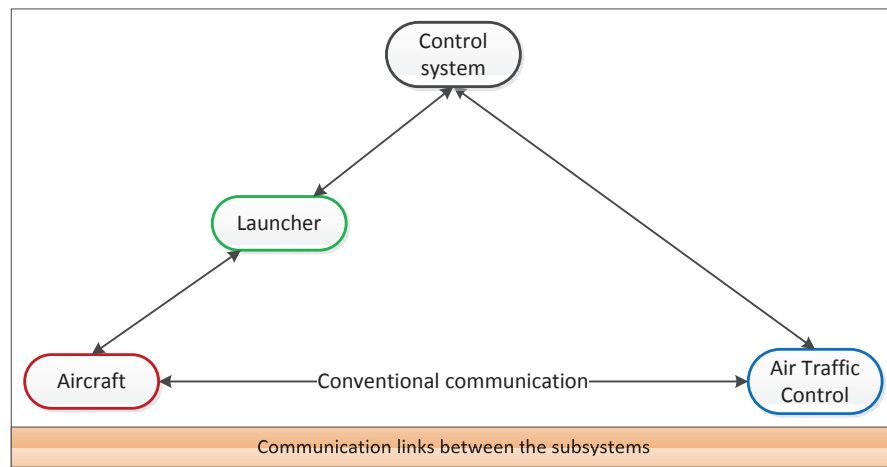 Control
system
Launcher
Aircraft
Conventional communication
Air Traffic
Control
Communication links between the subsystems